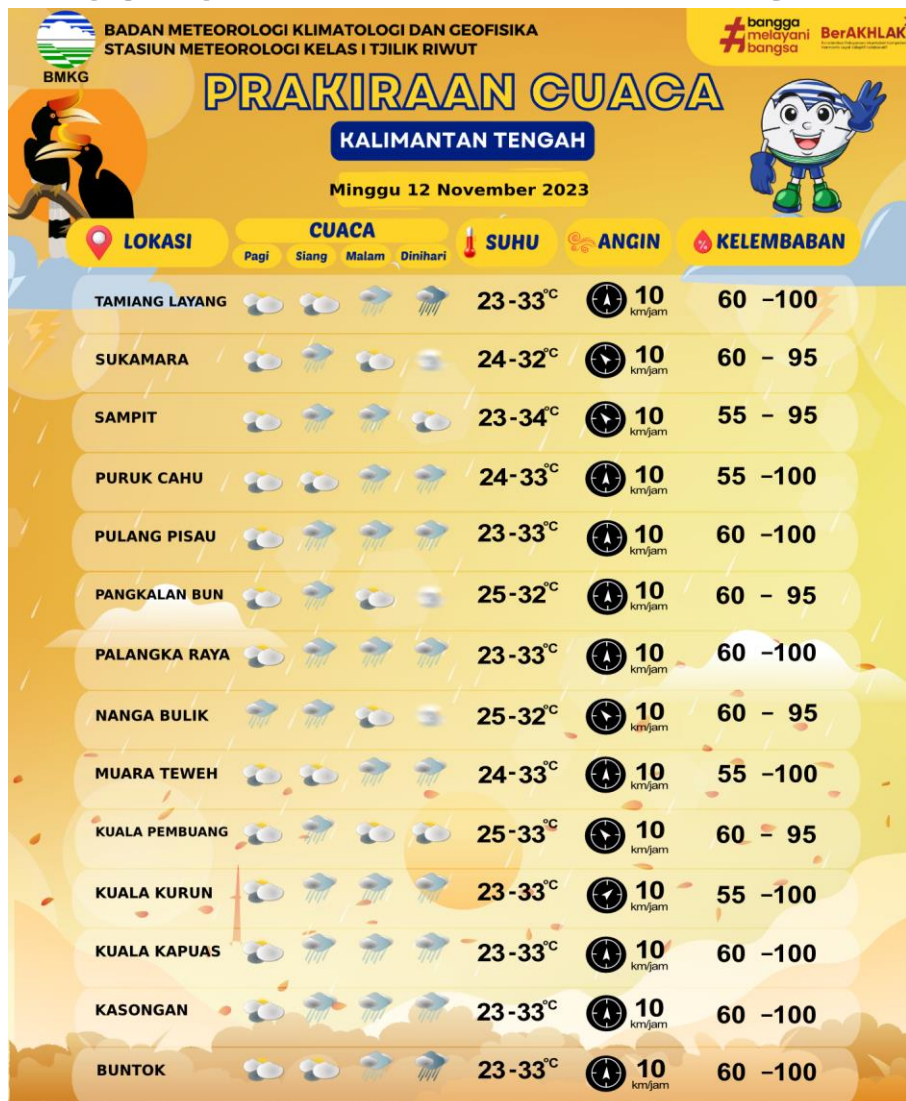 BADAN METEOROLOGI KLIMATOLOGI DAN GEOFISIKA
STASIUN METEOROLOGI KELAS I TJILIK RIWUT
BMKG
#bangga melayani bangsa
BerAKHLAK
PRAKIRAAN CUACA
KALIMANTAN TENGAH
Minggu 12 November 2023
LOKASI CUACA SUHU ANGIN % KELEMBABAN
Pagi Siang Malam Dinihari
TAMIANG LAYANG 23-33°C 10 km/jam 60 –100
SUKAMARA 24-32°C 10 km/jam 60 – 95
SAMPIT 23-34°C 10 km/jam 55 – 95
PURUK CAHU 24-33°C 10 km/jam 55 –100
PULANG PISAU 23-33°C 10 km/jam 60 –100
PANGKALAN BUN 25-32°C 10 km/jam 60 – 95
PALANGKA RAYA 23-33°C 10 km/jam 60 –100
NANGA BULIK 25-32°C 10 km/jam 60 – 95
MUARA TEWEH 24-33°C 10 km/jam 55 –100
KUALA PEMBUANG 25-33°C 10 km/jam 60 – 95
KUALA KURUN 23-33°C 10 km/jam 55 –100
KUALA KAPUAS 23-33°C 10 km/jam 60 –100
KASONGAN 23-33°C 10 km/jam 60 –100
BUNTOK 23-33°C 10 km/jam 60 –100